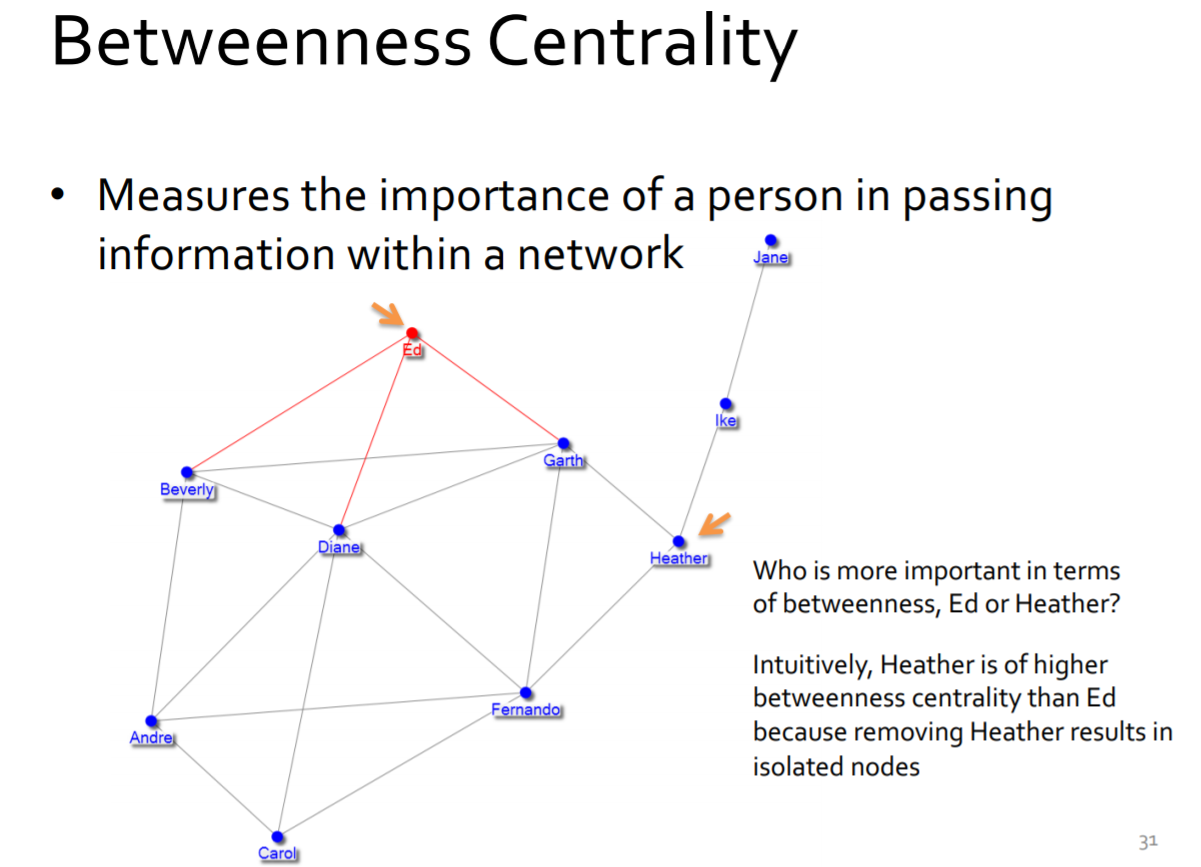 Betweenness Centrality
• Measures the importance of a person in passing
information within a network
Jane
Ed
Ike
Garth
Beverly
Diane
Heather
Who is more important in terms
of betweenness, Ed or Heather?
Intuitively, Heather is of higher
betweenness centrality than Ed
because removing Heather results in
isolated nodes
Fernando
Andre
Carol
31